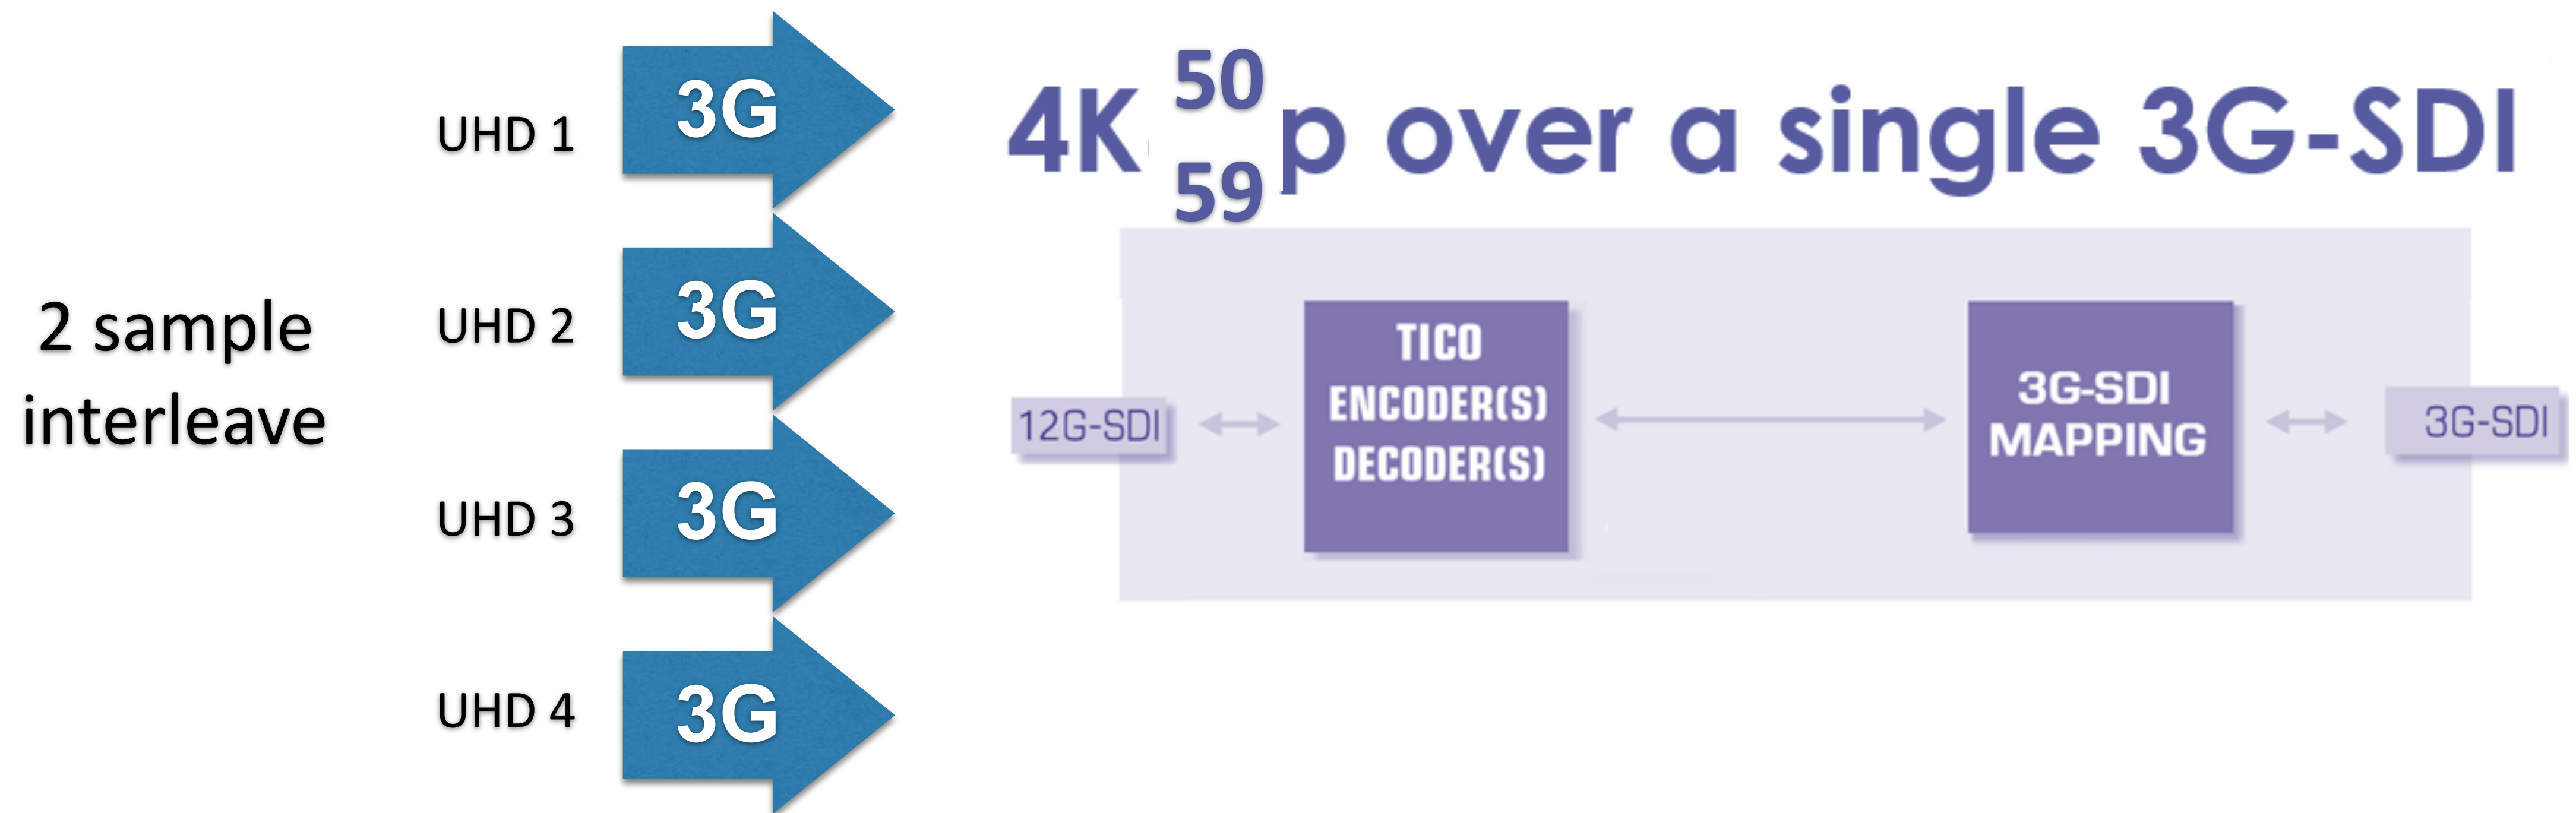 2 sample
interleave
UHD 1
3G
UHD 2
3G
UHD 3
3G
UHD 4
3G
50
4K p over a single 3G-SDI
59
12G-SDI
TICO
ENCODER(S)
DECODER(S)
3G-SDI
MAPPING
3G-SDI